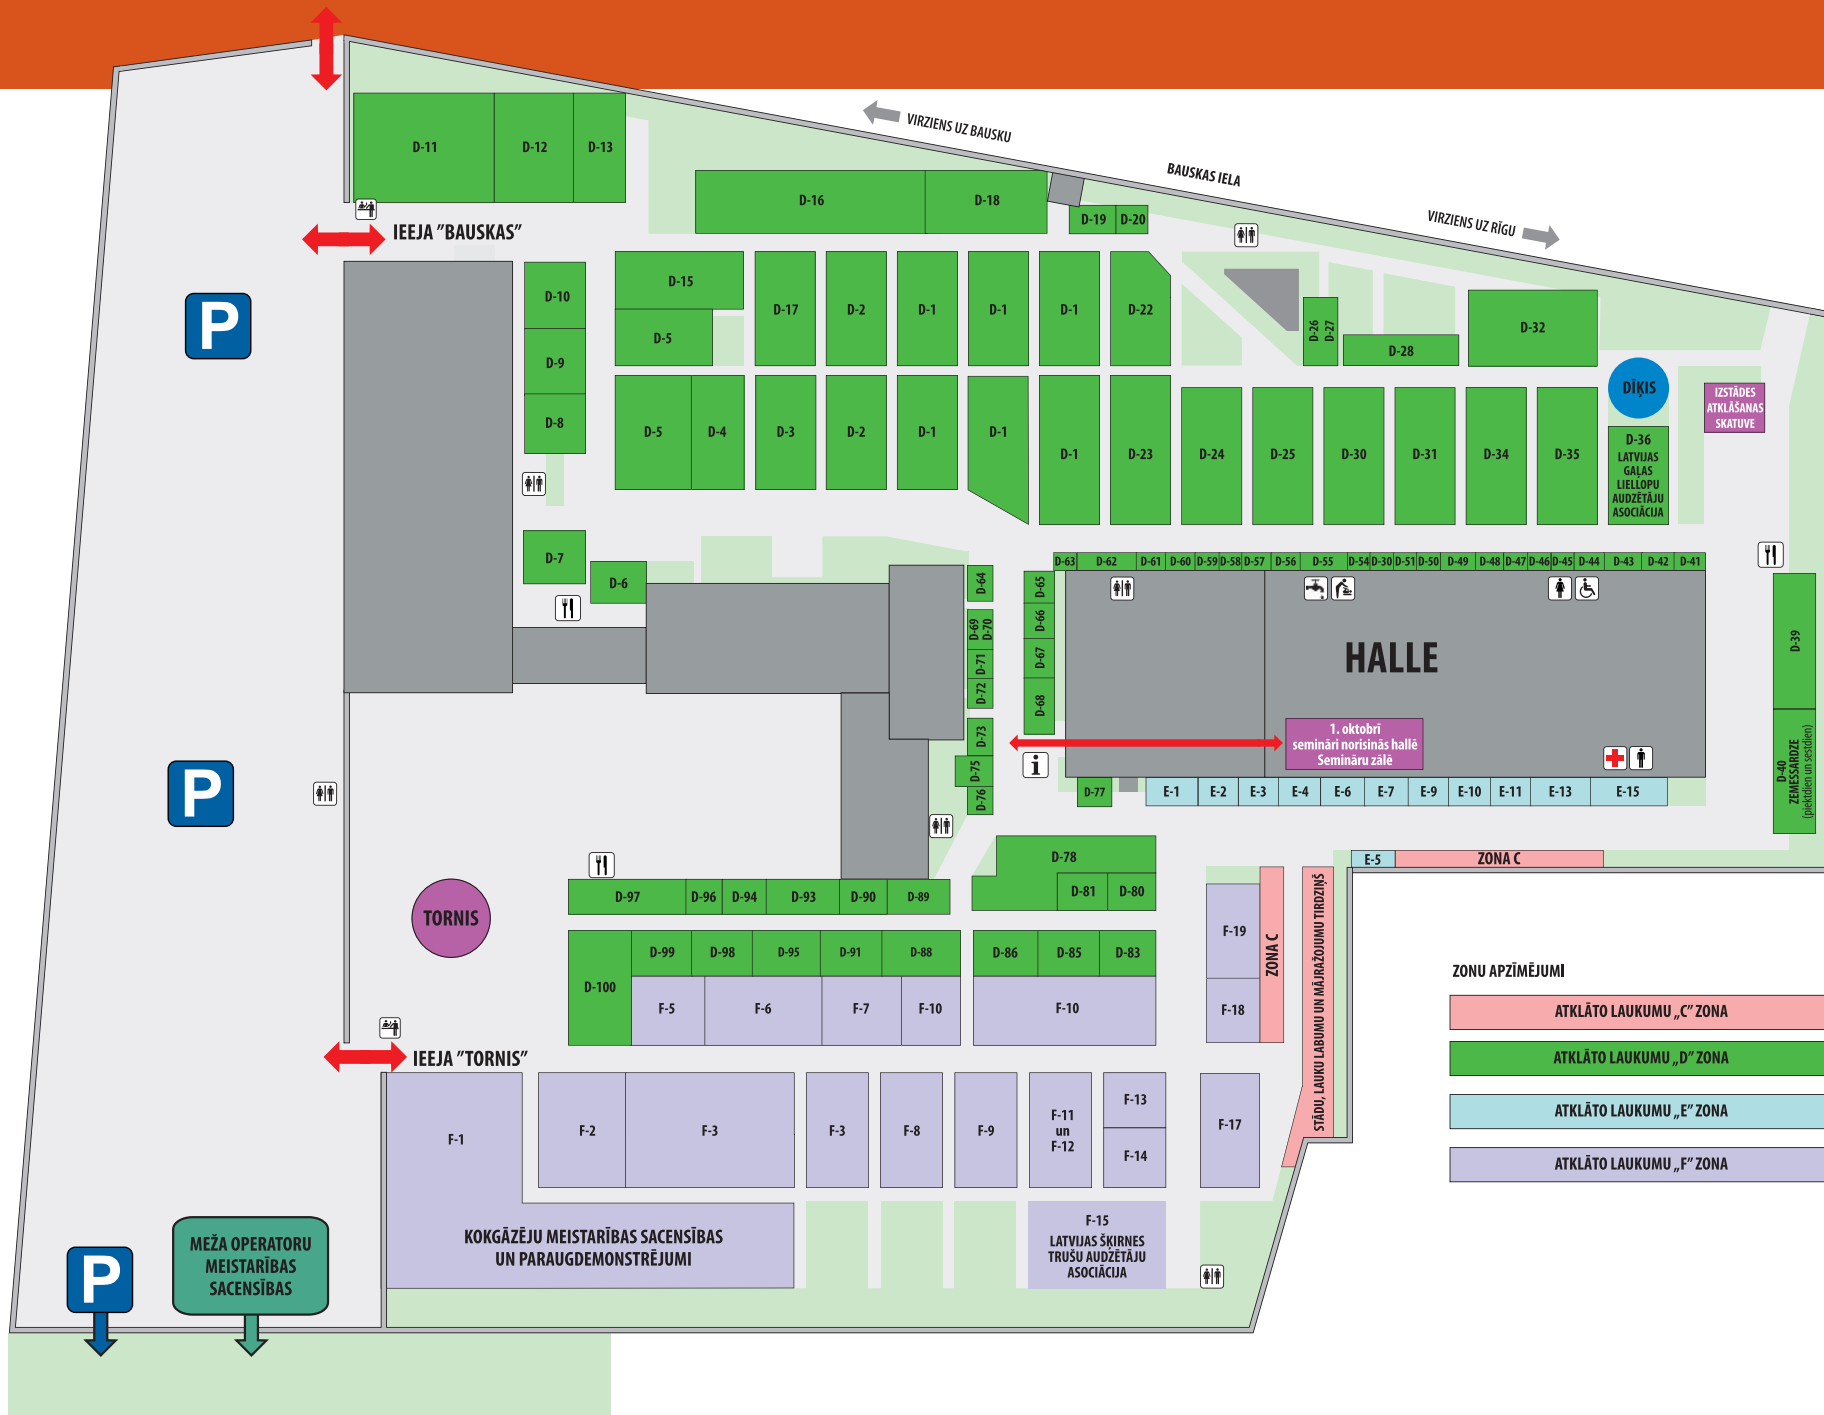 VIRZIENS UZ BAUSKU
BAUSKAS IELA
VIRZIENS UZ RĪGU
D-11
D-12
D-13
D-16
D-18
D-19
D-20
IEEJA "BAUSKAS"
P
D-10
D-9
D-8
D-15
D-5
D-17
D-2
D-1
D-1
D-1
D-22
D-26
D-27
D-28
D-32
DĪĶIS
IZSTĀDES
ATKLĀŠANAS
SKATUVE
D-5
D-4
D-3
D-2
D-1
D-1
D-1
D-23
D-24
D-25
D-30
D-31
D-34
D-35
D-36
LATVIJAS
GAĻAS
LIELLOPU
AUDZĒTĀJU
ASOCIĀCIJA
D-7
D-6
D-63
D-62
D-61
D-60
D-59
D-58
D-57
D-56
D-55
D-54
D-30
D-51
D-50
D-49
D-48
D-47
D-46
D-45
D-44
D-43
D-42
D-41
D-64
D-69
D-70
D-71
D-72
D-73
D-75
D-76
D-65
D-66
D-67
D-68
HALLE
1. oktobrī
semināri norisinās hallē
Semināru zālē
i
D-39
D-40
ZEMESSARDZE
(piektdien un sestdien)
P
D-77
E-1
E-2
E-3
E-4
E-6
E-7
E-9
E-10
E-11
E-13
E-15
E-5
ZONA C
D-78
D-81
D-80
TORNIS
D-97
D-96
D-94
D-93
D-90
D-89
D-100
D-99
D-98
D-95
D-91
D-88
D-86
D-85
D-83
F-5
F-6
F-7
F-10
F-10
F-19
F-18
ZONA C
STĀDU, LAUKU LABUMU UN MĀJRAŽOJUMU TIRDZIŅŠ
IEEJA "TORNIS"
F-1
F-2
F-3
F-3
F-8
F-9
F-11
un
F-12
F-13
F-14
F-17
KOKGĀZĒJU MEISTARĪBAS SACENSĪBAS
UN PARAUGDEMONSTRĒJUMI
F-15
LATVIJAS ŠĶIRNES
TRUŠU AUDZĒTĀJU
ASOCIĀCIJA
P
MEŽA OPERATORU
MEISTARĪBAS
SACENSĪBAS
ZONU APZĪMĒJUMI
ATKLĀTO LAUKUMU „C" ZONA
ATKLĀTO LAUKUMU „D" ZONA
ATKLĀTO LAUKUMU „E" ZONA
ATKLĀTO LAUKUMU „F" ZONA